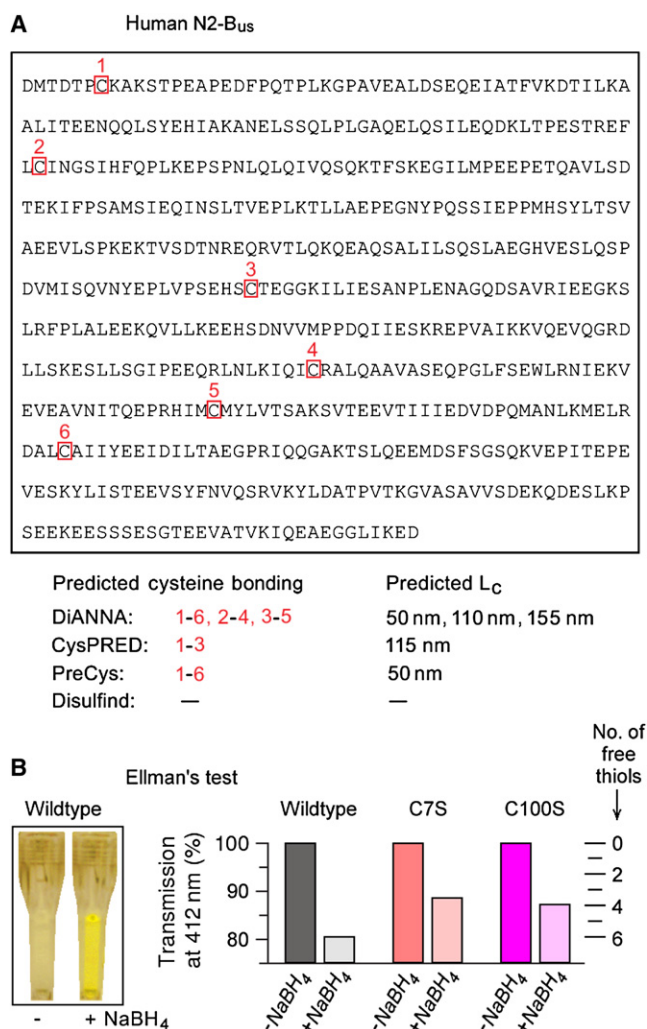 A
Human N2-Bus
1
DMTDTPCKAKSTPEAPEDFPQTPLKGPAVEALDSEQEIATFVKDTILKA
ALITEENQQLSYEHIAKANELSSQLPLGAQELQSILEQDKLTPESTREF
2
LCINGSIHFQPLKEPSPNLQLQIVQSQKTFSKEGILMPEEPETQAVLSD
TEKIFPSAMSIEQINSLTVEPLKTLLAEPEGNYPQSSIEPPMHSYLTSV
AEEVLSPKEKTVSDTNREQRVTLQKQEAQSALILSQSLAEGHVESLQSP
3
DVMISQVNYEPLVPSEHSCTEGGKILIESANPLENAGQDSAVRIEEGKS
LRFPLALEEKQVLLKEEHSDNVVMPPDQIIESKREPVAIKKVQEVQGRD
4
LLSKESLLSGIPEEQRLNLKIQICRALQAAVASEQPGLFSEWLRNIEKV
5
EVEAVNITQEPRHIMCMYLVTSAKSVTEEVTIIIEDVDPQMANLKMELR
6
DALCAIIYEEIDILTAEGPRIQQGAKTSLQEEMDSFSGSQKVEPITEPE
VESKYLISTEEVSYFNVQSRVKYLDATPVTKGVASAVVSDEKQDESLKP
SEEKEESSSESGTEEVATVKIQEAEGGLIKED
Predicted cysteine bonding Predicted LC
DiANNA: 1-6, 2-4, 3-5 50 nm, 110 nm, 155 nm
CysPRED: 1-3 115 nm
PreCys: 1-6 50 nm
Disulfind: — —
B
Ellman's test
No. of
free
thiols
Wildtype
Wildtype C7S C100S
Transmission
at 412 nm (%)
100
90
80
0
2
4
6
- + NaBH4
-NaBH4
+NaBH4
-NaBH4
+NaBH4
-NaBH4
+NaBH4